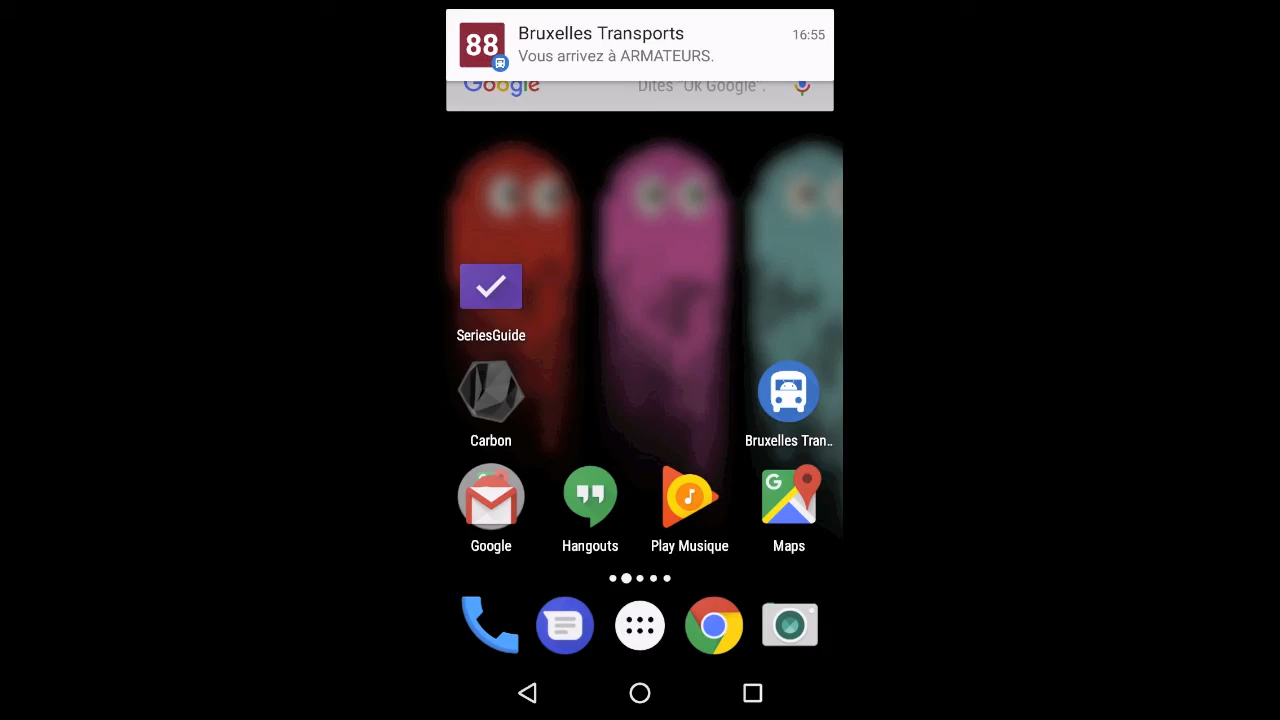 88
Bruxelles Transports
16:55
Vous arrivez à ARMATEURS.
Google
Dites "Ok Google".
SeriesGuide
Carbon
Bruxelles Tran..
G
Google
Hangouts
Play Musique
Maps